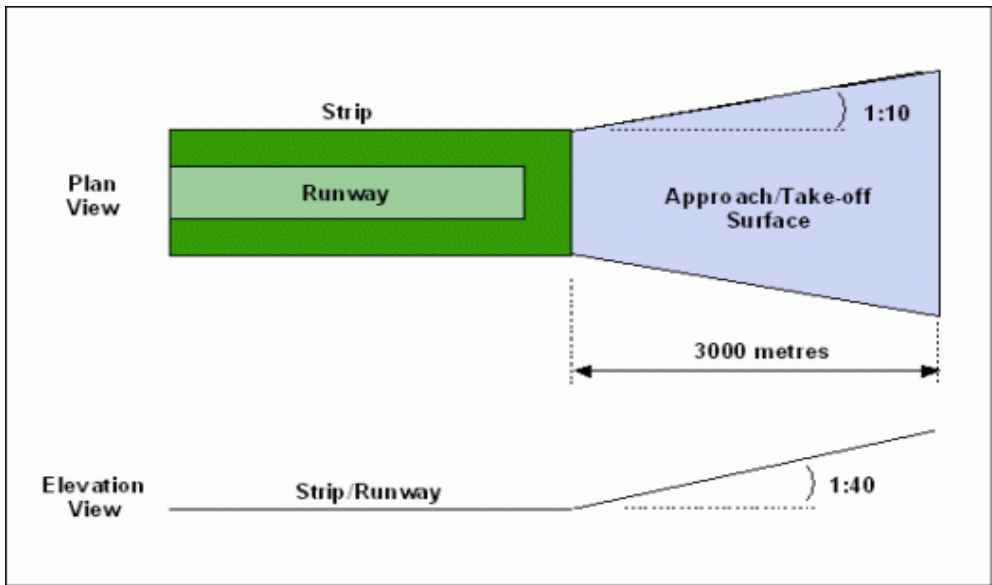 Strip
1:10
Plan
View
Runway
Approach/Take-off
Surface
3000 metres
Elevation
View
Strip/Runway
1:40